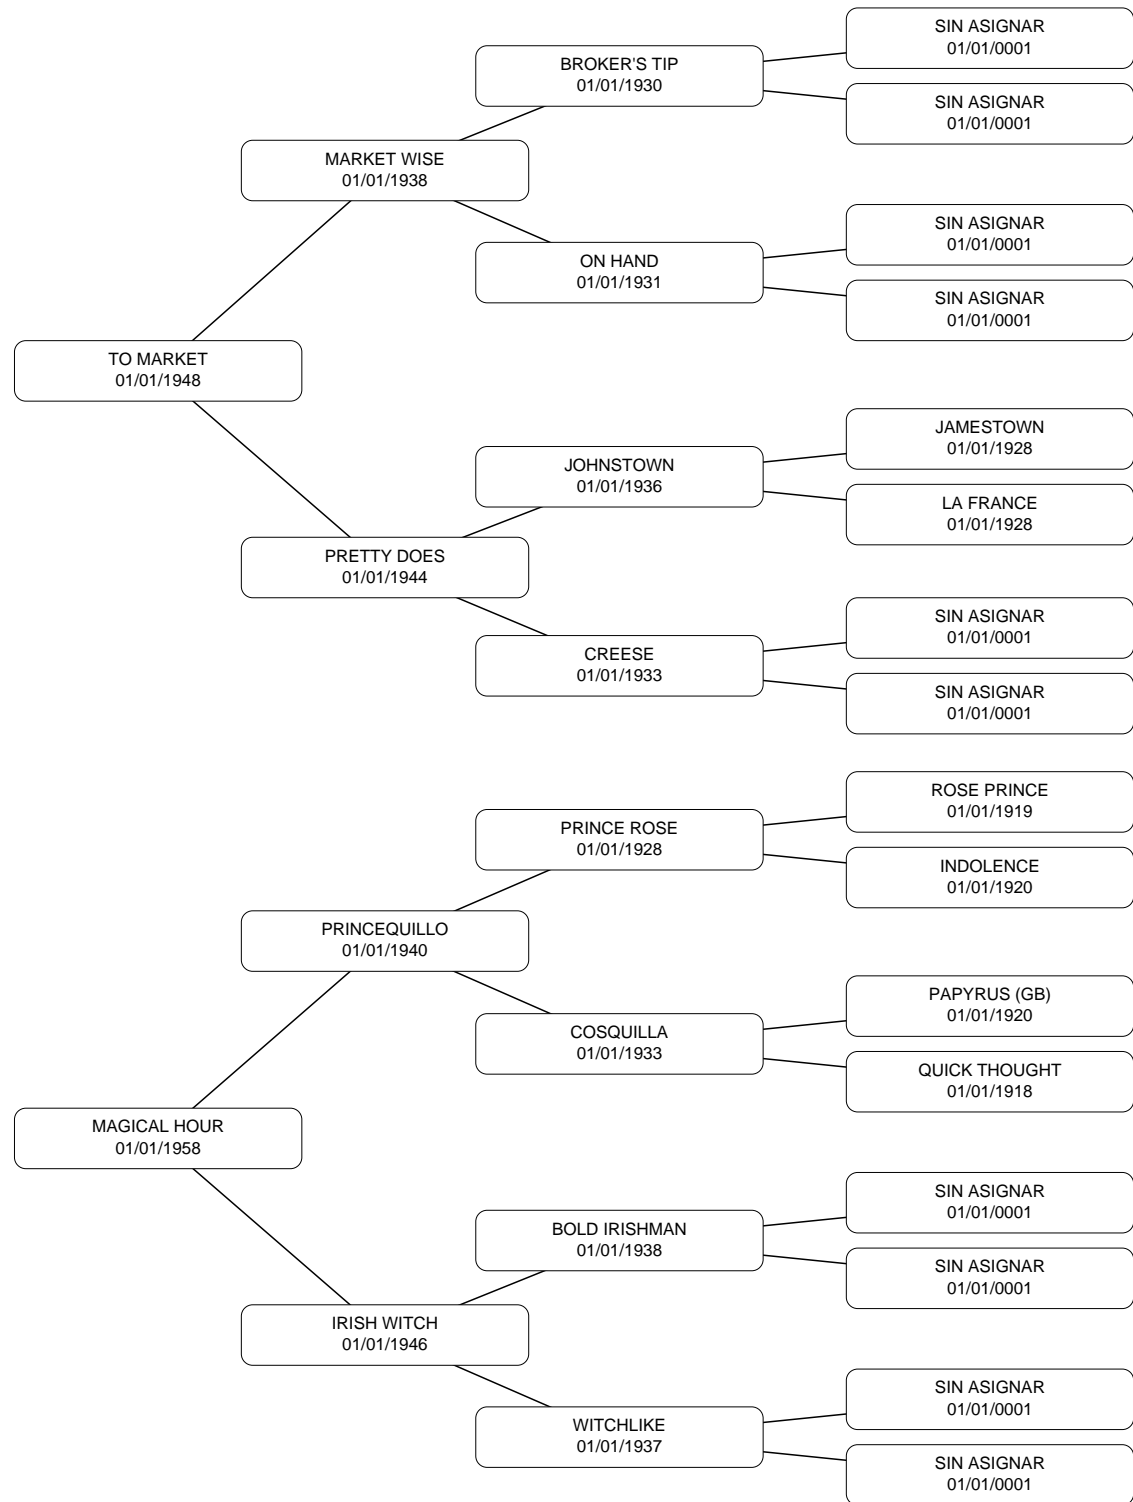 SIN ASIGNAR
01/01/0001
BROKER'S TIP
01/01/1930
SIN ASIGNAR
01/01/0001
MARKET WISE
01/01/1938
SIN ASIGNAR
01/01/0001
ON HAND
01/01/1931
SIN ASIGNAR
01/01/0001
TO MARKET
01/01/1948
JAMESTOWN
01/01/1928
JOHNSTOWN
01/01/1936
LA FRANCE
01/01/1928
PRETTY DOES
01/01/1944
SIN ASIGNAR
01/01/0001
CREESE
01/01/1933
SIN ASIGNAR
01/01/0001
ROSE PRINCE
01/01/1919
PRINCE ROSE
01/01/1928
INDOLENCE
01/01/1920
PRINCEQUILLO
01/01/1940
PAPYRUS (GB)
01/01/1920
COSQUILLA
01/01/1933
QUICK THOUGHT
01/01/1918
MAGICAL HOUR
01/01/1958
SIN ASIGNAR
01/01/0001
BOLD IRISHMAN
01/01/1938
SIN ASIGNAR
01/01/0001
IRISH WITCH
01/01/1946
SIN ASIGNAR
01/01/0001
WITCHLIKE
01/01/1937
SIN ASIGNAR
01/01/0001